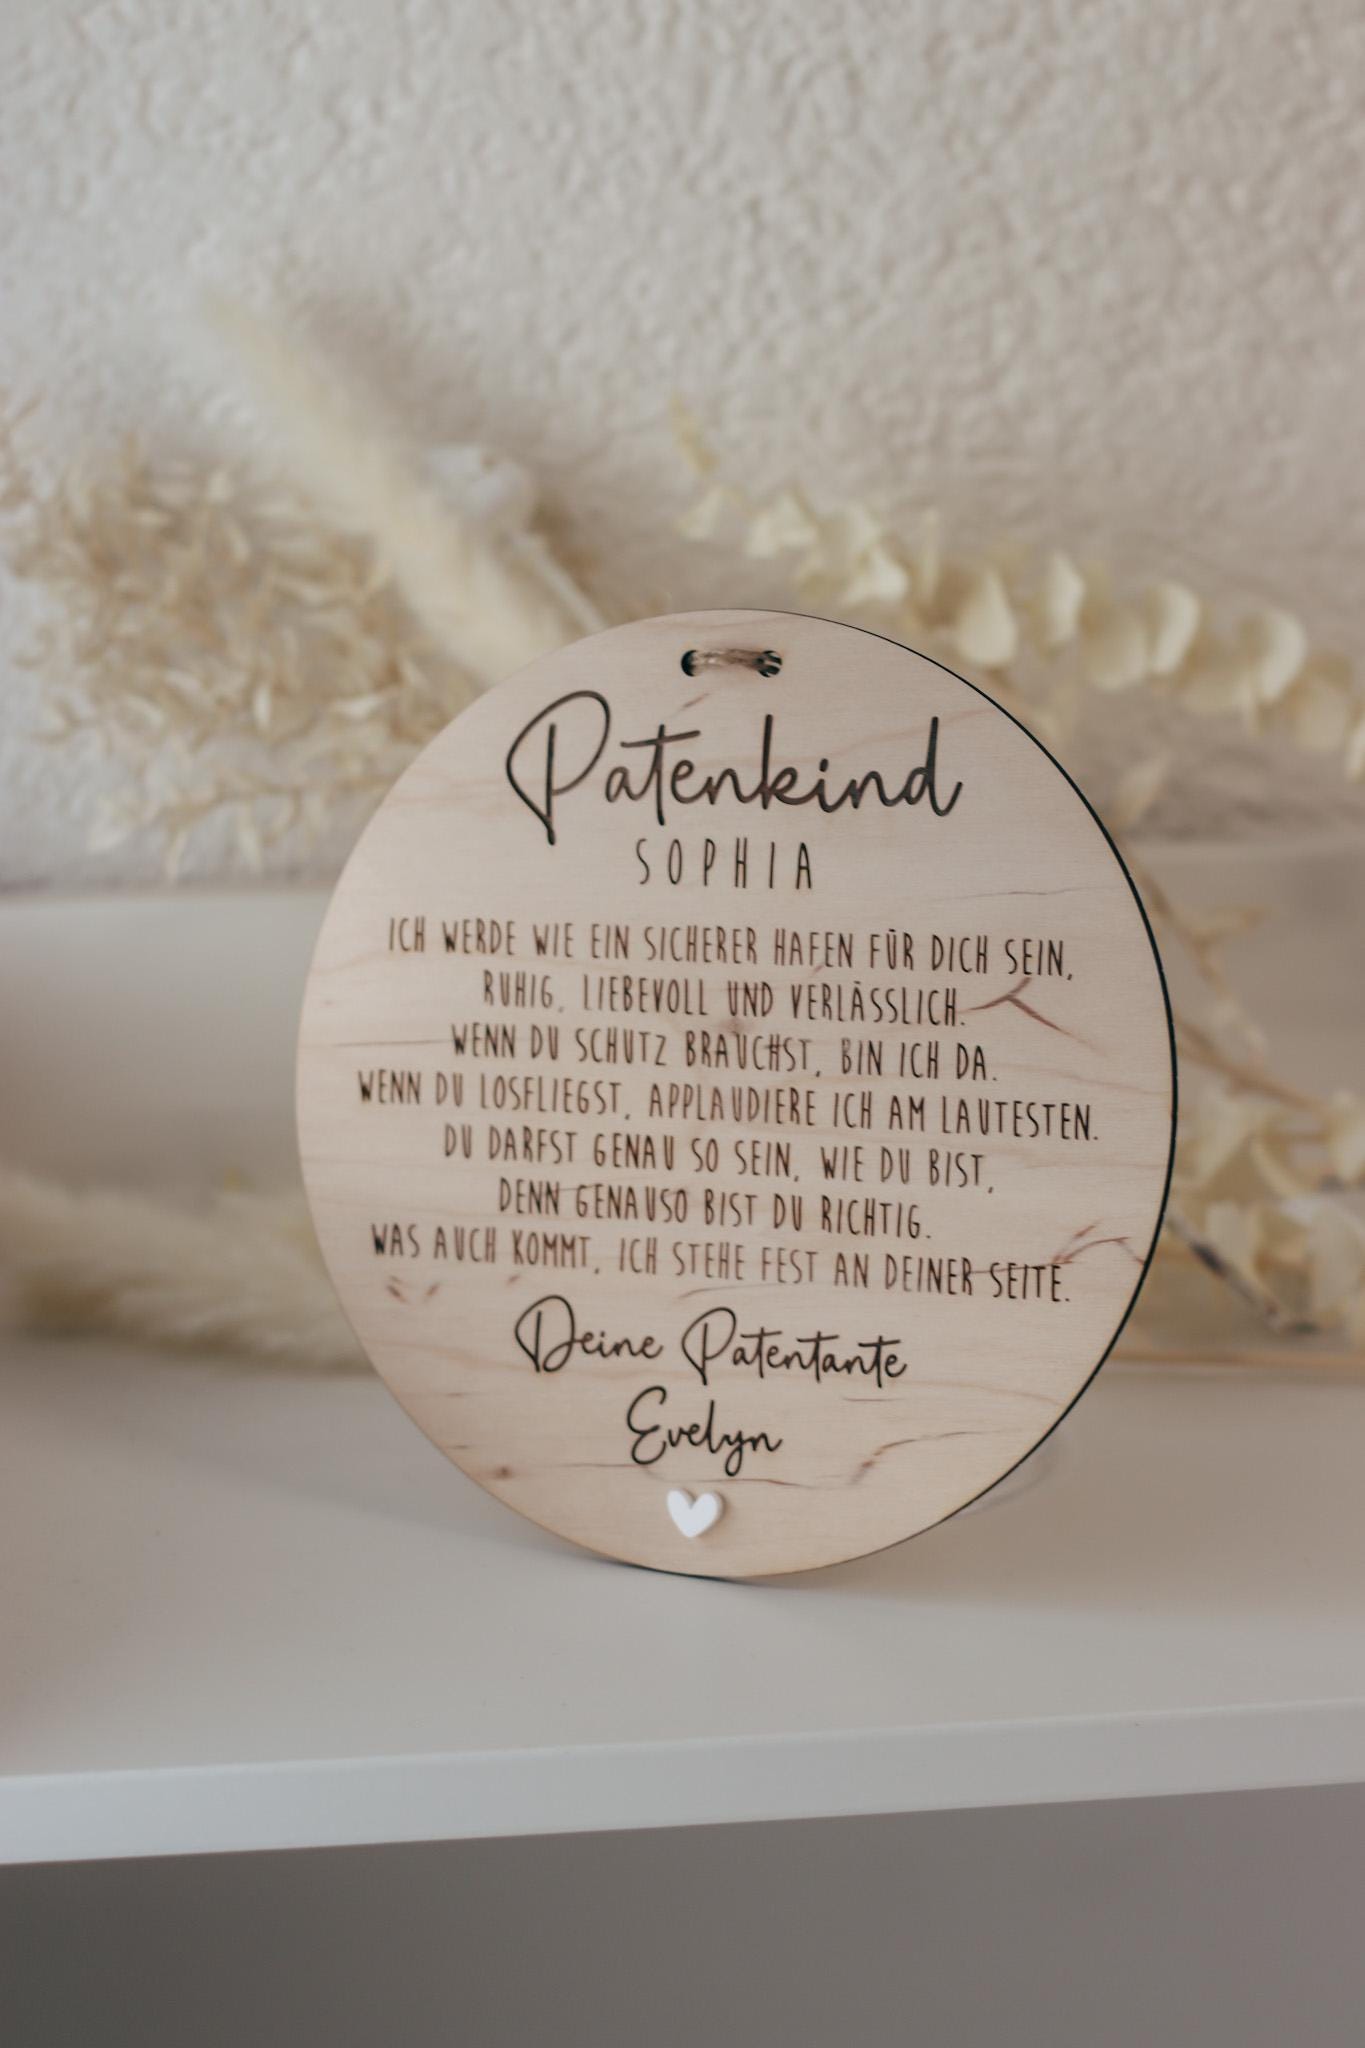 Patenkind
SOPHIA
ICH WERDE WIE EIN SICHERER HAFEN FÜR DICH SEIN,
RUHIG, LIEBEVOLL UND VERLÄSSLICH.
WENN DU SCHUTZ BRAUCHST, BIN ICH DA.
WENN DU LOSFLIEGST, APPLAUDIERE ICH AM LAUTESTEN.
DU DARFST GENAU SO SEIN, WIE DU BIST,
DENN GENAUSO BIST DU RICHTIG.
WAS AUCH KOMMT, ICH STEHE FEST AN DEINER SEITE.
Deine Patentante
Evelyn